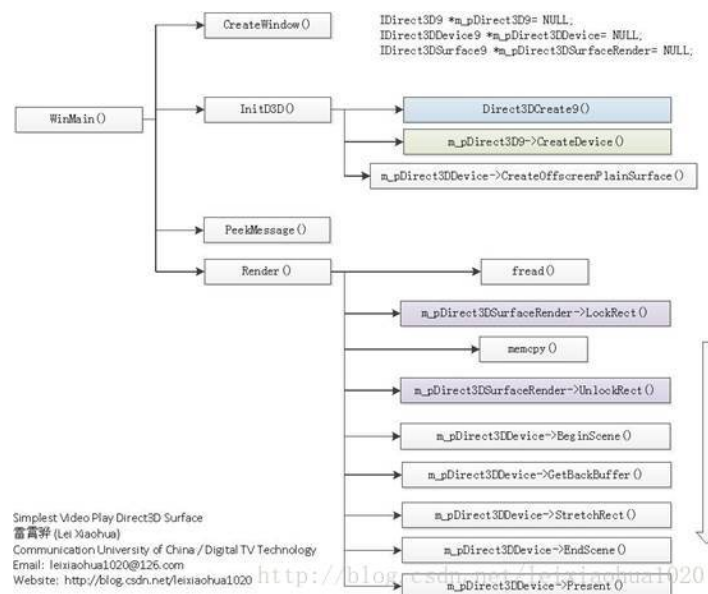 CreateWindow()
IDirect3D9 *m_pDirect3D9= NULL;
IDirect3DDevice9 *m_pDirect3DDevice= NULL;
IDirect3DSurface9 *m_pDirect3DSurfaceRender= NULL;
WinMain()
InitD3D()
Direct3DCreate9()
m_pDirect3D9->CreateDevice()
m_pDirect3DDevice->CreateOffscreenPlainSurface()
PeekMessage()
Render()
fread()
m_pDirect3DSurfaceRender->LockRect()
memcpy()
m_pDirect3DSurfaceRender->UnlockRect()
m_pDirect3DDevice->BeginScene()
m_pDirect3DDevice->GetBackBuffer()
m_pDirect3DDevice->StretchRect()
m_pDirect3DDevice->EndScene()
m_pDirect3DDevice->Present()
Simplest Video Play Direct3D Surface
雷霄骅 (Lei Xiaohua)
Communication University of China / Digital TV Technology
Email: leixiaohua1020@126.com
Website: http://blog.csdn.net/leixiaohua1020
http://blog.csdn.net/leixiaohua1020